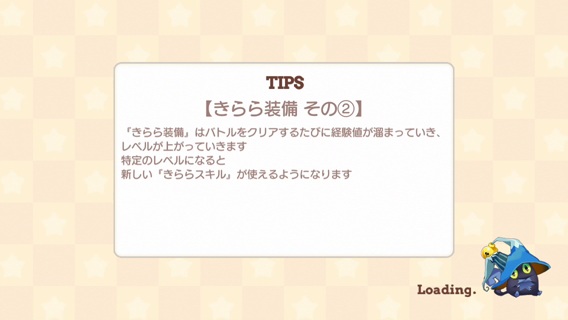 TIPS
【きらら装備 その②】
「きらら装備」はバトルをクリアするたびに経験値が溜まっていき、
レベルが上がっていきます
特定のレベルになると
新しい「きららスキル」が使えるようになります
Loading.